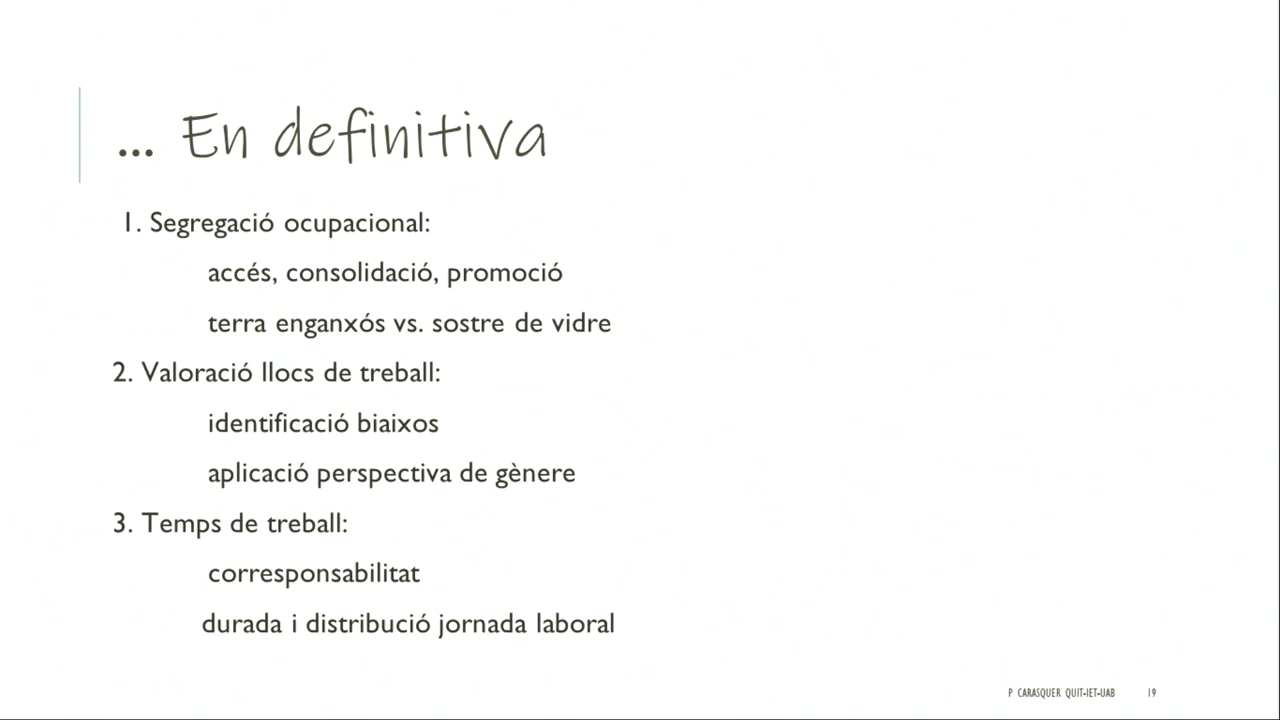 ... En definitiva
1. Segregació ocupacional:
accés, consolidació, promoció
terra enganxós vs. sostre de vidre
2. Valoració llocs de treball:
identificació biaixos
aplicació perspectiva de gènere
3. Temps de treball:
corresponsabilitat
durada i distribució jornada laboral
P CARASQUER QUIT-IET-UAB 19